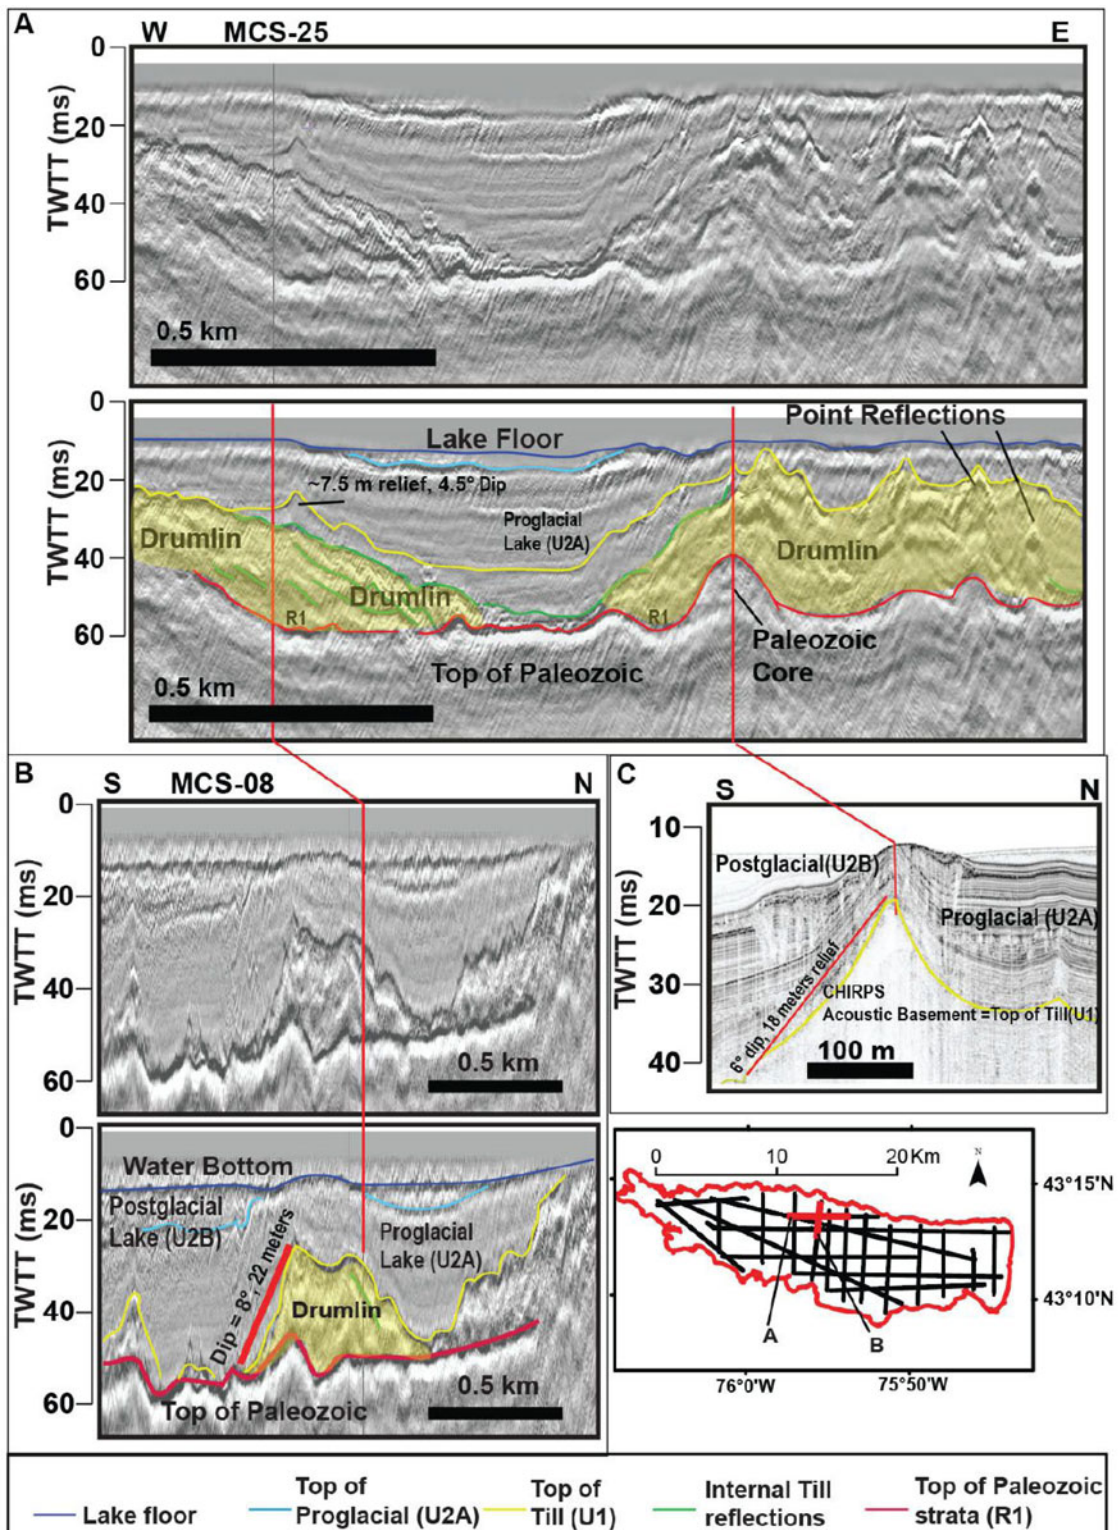 A
W MCS-25 E
0
20
40
60
TWTT (ms)
0.5 km
0
20
40
60
TWTT (ms)
Point Reflections
Lake Floor
~7.5 m relief, 4.5° Dip
Proglacial
Lake (U2A)
Drumlin
Drumlin
Drumlin
R1
R1
Paleozoic
Core
Top of Paleozoic
0.5 km
B
S MCS-08 N
0
20
40
60
TWTT (ms)
0.5 km
0
20
40
60
TWTT (ms)
Water Bottom
Postglacial
Lake (U2B)
Proglacial
Lake (U2A)
Dip = 8°, 22 meters
Drumlin
0.5 km
Top of Paleozoic
C
S N
10
20
30
40
TWTT (ms)
Postglacial(U2B)
Proglacial (U2A)
6° dip, 18 meters relief
CHIRPS
Acoustic Basement =Top of Till(U1)
100 m
0 10 20 Km
N
43°15'N
43°10'N
A
B
76°0'W 75°50'W
Lake floor
Top of
Proglacial (U2A)
Top of
Till (U1)
Internal Till
reflections
Top of Paleozoic
strata (R1)